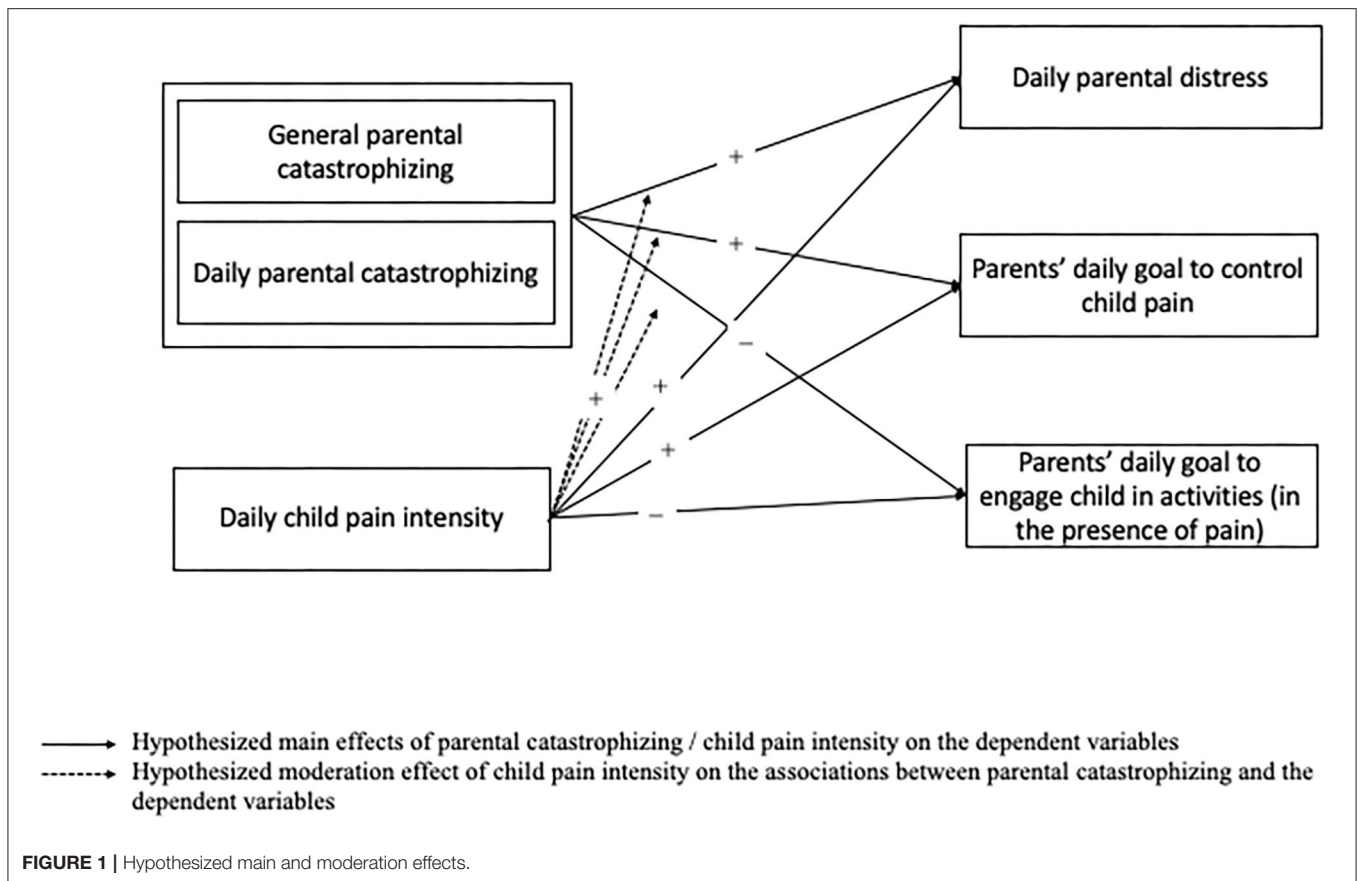 General parental
catastrophizing
Daily parental catastrophizing
Daily child pain intensity
+
+
−
+
+
+
−
Daily parental distress
Parents’ daily goal to control
child pain
Parents’ daily goal to
engage child in activities (in
the presence of pain)
Hypothesized main effects of parental catastrophizing / child pain intensity on the dependent variables
Hypothesized moderation effect of child pain intensity on the associations between parental catastrophizing and the
dependent variables
FIGURE 1 | Hypothesized main and moderation effects.